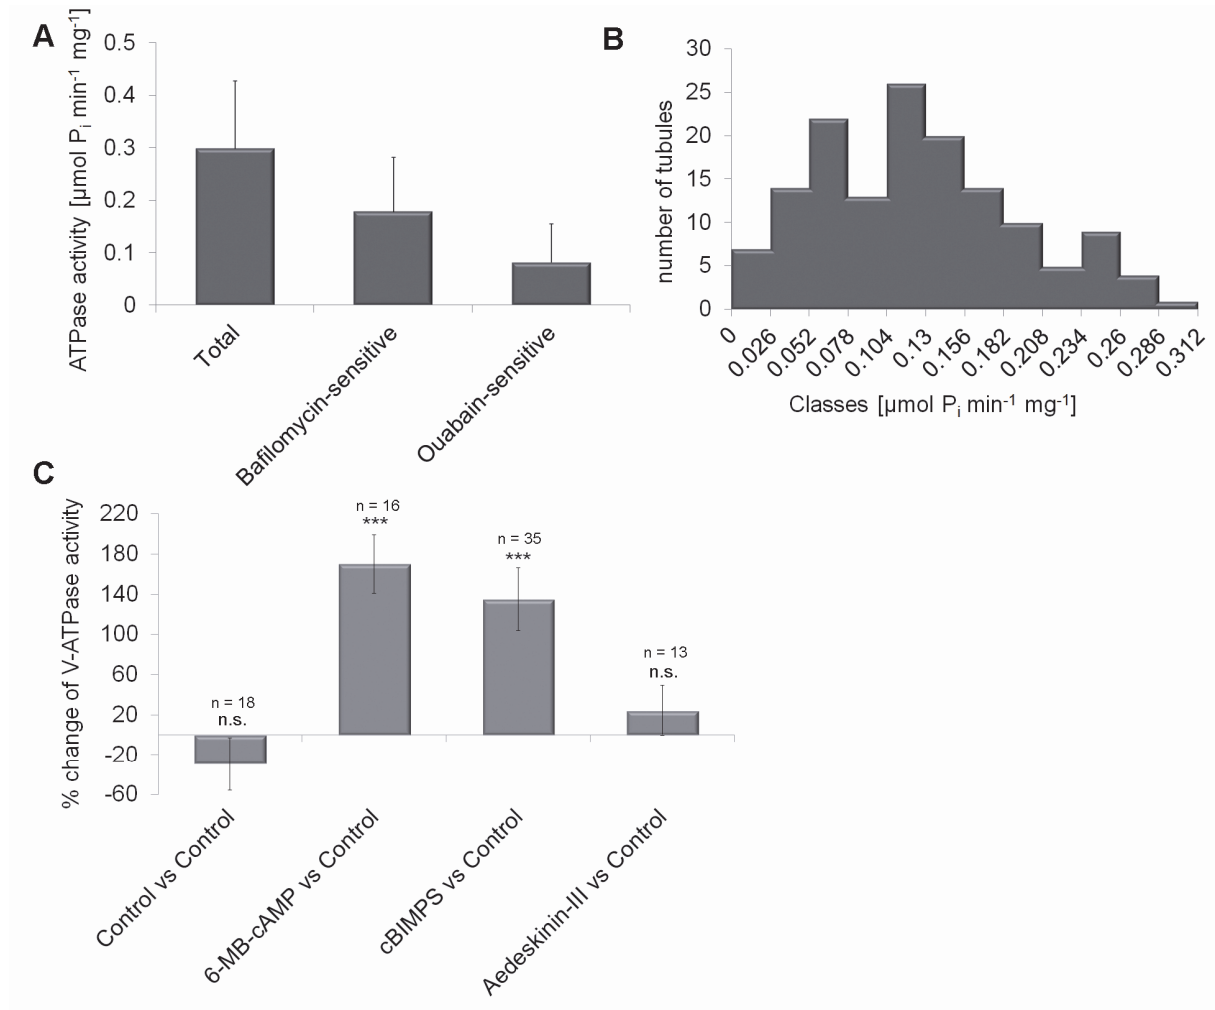 A
ATPase activity [µmol Pi min-1 mg-1]
0.5
0.4
0.3
0.2
0.1
0
Total
Bafilomycin-sensitive
Ouabain-sensitive
B
number of tubules
30
25
20
15
10
5
0
0
0.026
0.052
0.078
0.104
0.13
0.156
0.182
0.208
0.234
0.26
0.286
0.312
Classes [µmol Pi min-1 mg-1]
C
% change of V-ATPase activity
220
180
140
100
60
20
-20
-60
n = 18
n.s.
n = 16
***
n = 35
***
n = 13
n.s.
Control vs Control
6-MB-cAMP vs Control
cBIMPS vs Control
Aedeskinin-III vs Control